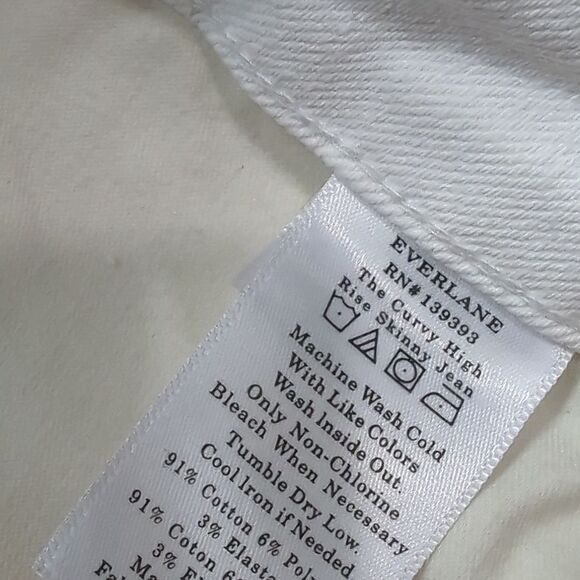 EVERLANE
RN# 139393
The Curvy High
Rise Skinny Jean
Machine Wash Cold
With Like Colors
Wash Inside Out.
Only Non-Chlorine
Bleach When Necessary
Tumble Dry Low.
Cool Iron if Needed
91% Cotton 6%
3%
91% Coton
3%